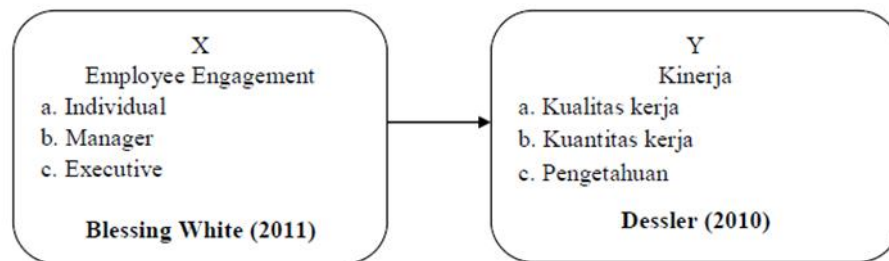 X
Employee Engagement
a. Individual
b. Manager
c. Executive
Blessing White (2011)
Y
Kinerja
a. Kualitas kerja
b. Kuantitas kerja
c. Pengetahuan
Dessler (2010)